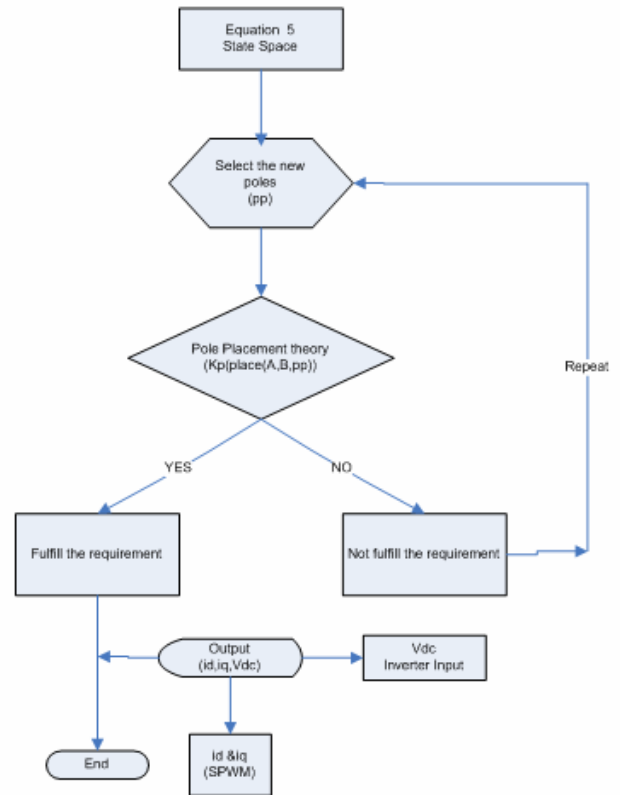 Equation 5
State Space
Select the new
poles
(pp)
Pole Placement theory
(Kp(place(A,B,pp))
Repeat
YES
NO
Fulfill the requirement
Not fulfill the requirement
Output
(id,iq,Vdc)
Vdc
Inverter Input
End
id &iq
(SPWM)